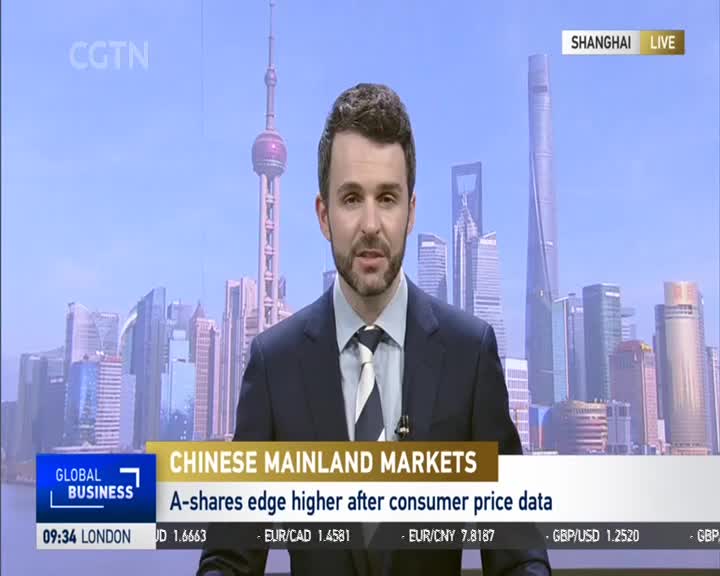 CGTN
SHANGHAI LIVE
CHINESE MAINLAND MARKETS
GLOBAL
BUSINESS
A-shares edge higher after consumer price data
09:34 LONDON
D 1.6663 - EUR/CAD 1.4581 - EUR/CNY 7.8187 - GBP/USD 1.2520 - GBP/